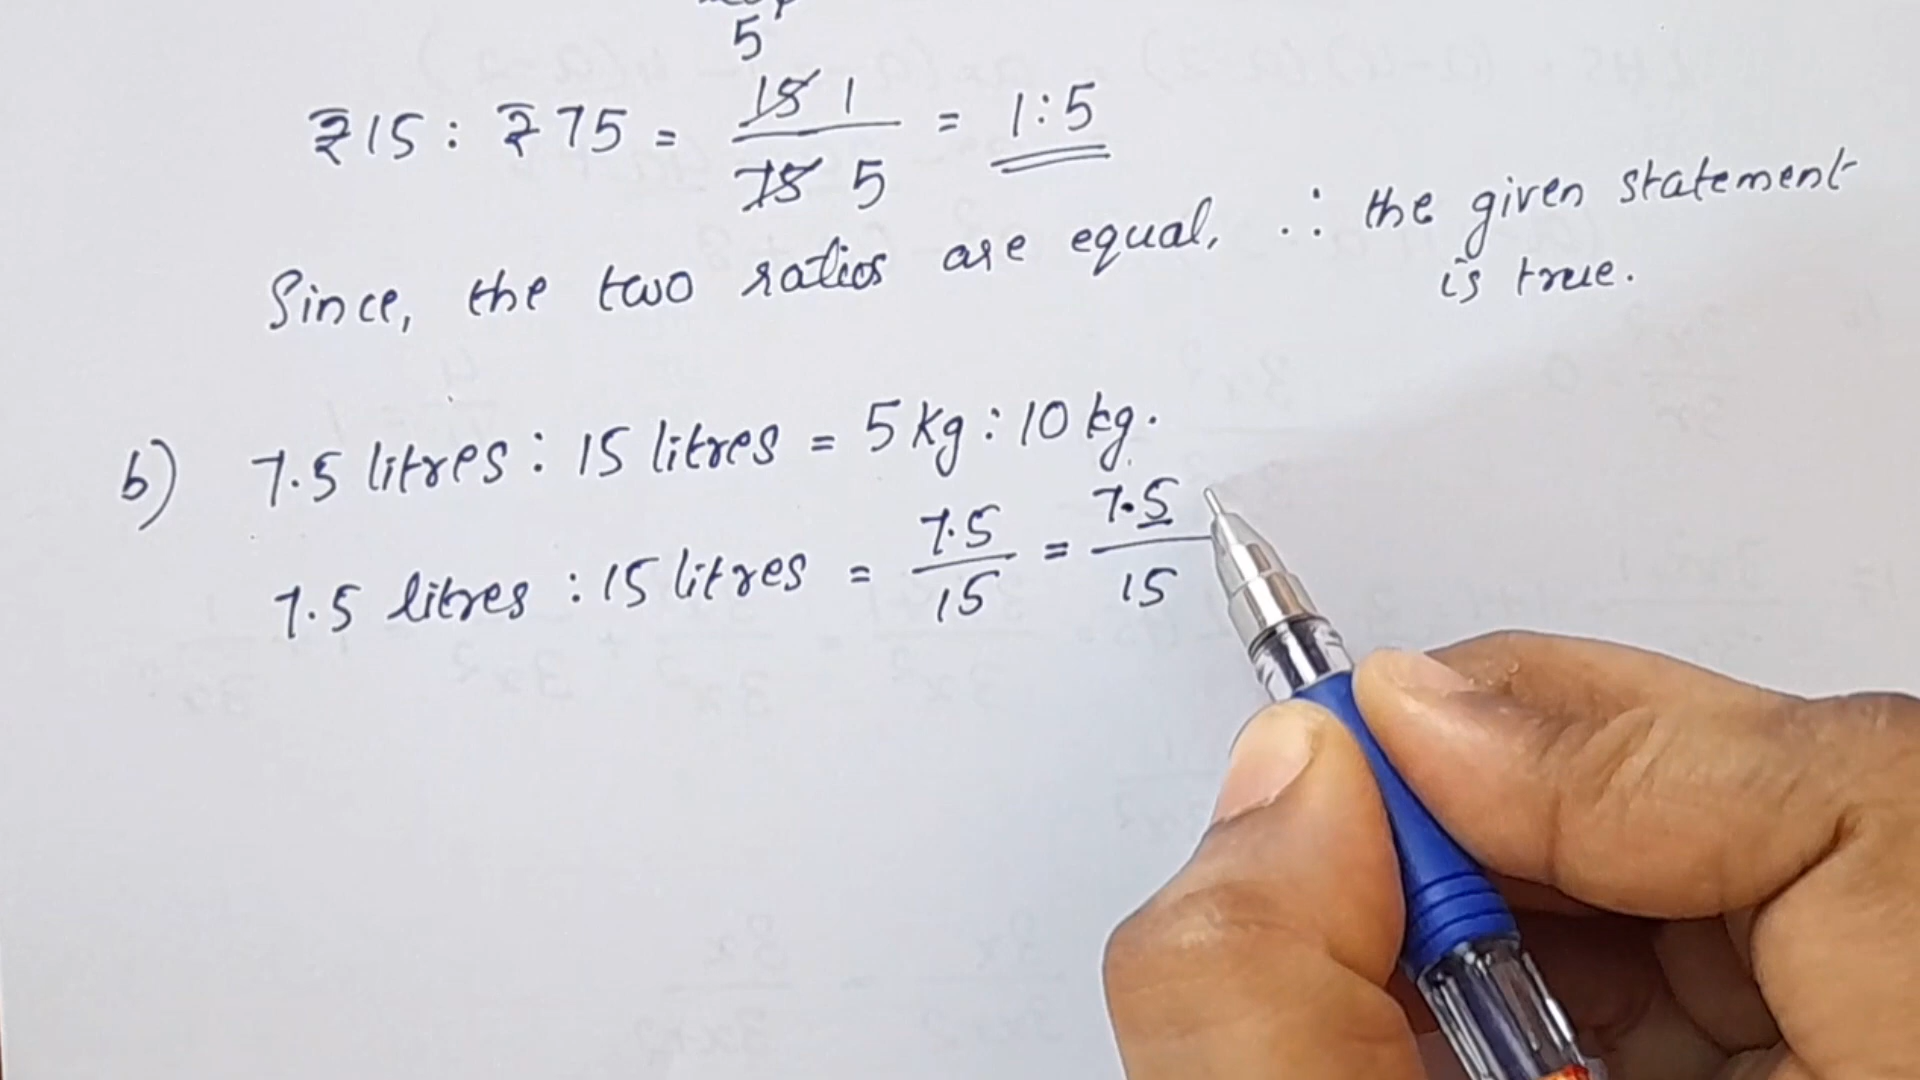 5
₹15 : ₹75 = 15 1 / 75 5 = 1:5
Since, the two ratios are equal, ∴ the given statement
is true.
b) 7.5 litres : 15 litres = 5 kg : 10 kg.
7.5 litres : 15 litres = 7.5 / 15 = 7.5 / 15